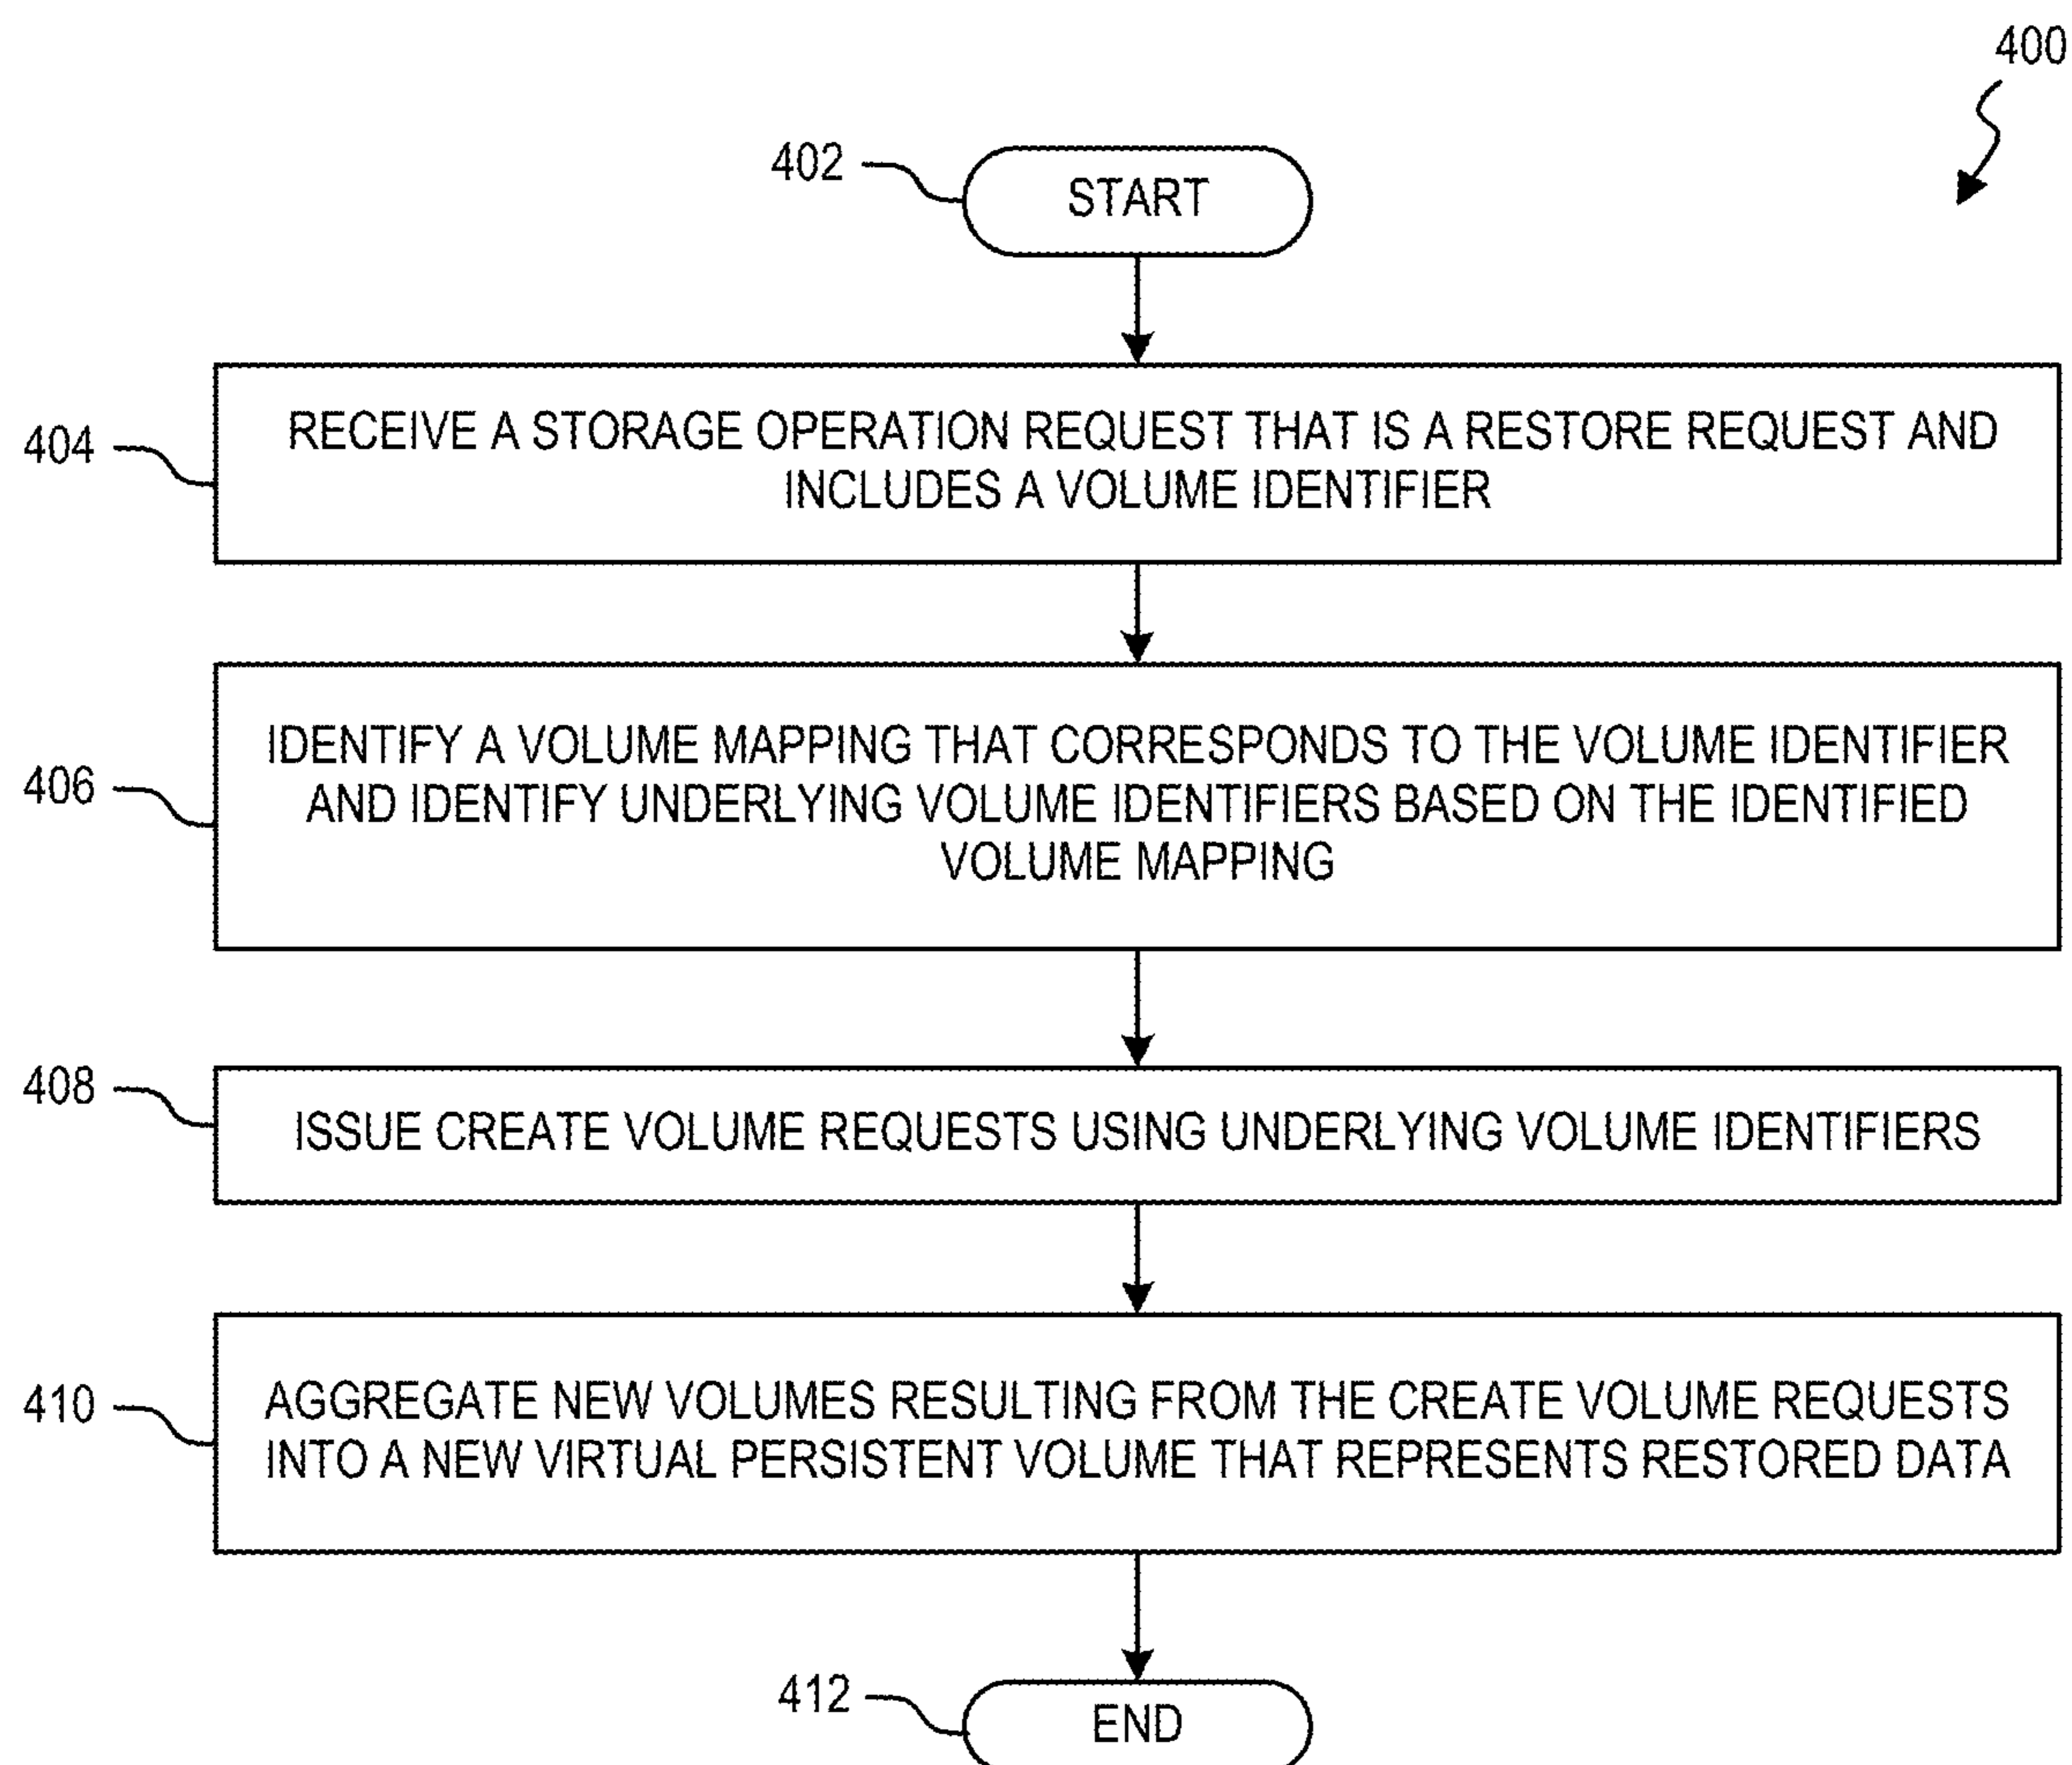 400
402
START
404
RECEIVE A STORAGE OPERATION REQUEST THAT IS A RESTORE REQUEST AND
INCLUDES A VOLUME IDENTIFIER
406
IDENTIFY A VOLUME MAPPING THAT CORRESPONDS TO THE VOLUME IDENTIFIER
AND IDENTIFY UNDERLYING VOLUME IDENTIFIERS BASED ON THE IDENTIFIED
VOLUME MAPPING
408
ISSUE CREATE VOLUME REQUESTS USING UNDERLYING VOLUME IDENTIFIERS
410
AGGREGATE NEW VOLUMES RESULTING FROM THE CREATE VOLUME REQUESTS
INTO A NEW VIRTUAL PERSISTENT VOLUME THAT REPRESENTS RESTORED DATA
412
END